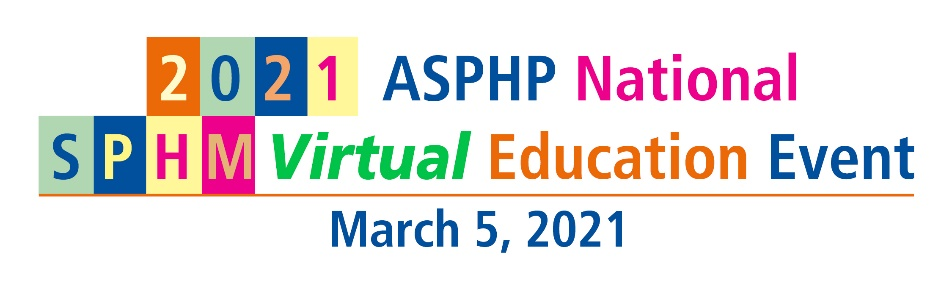 2021 ASPHP National
SPHM Virtual Education Event
March 5, 2021